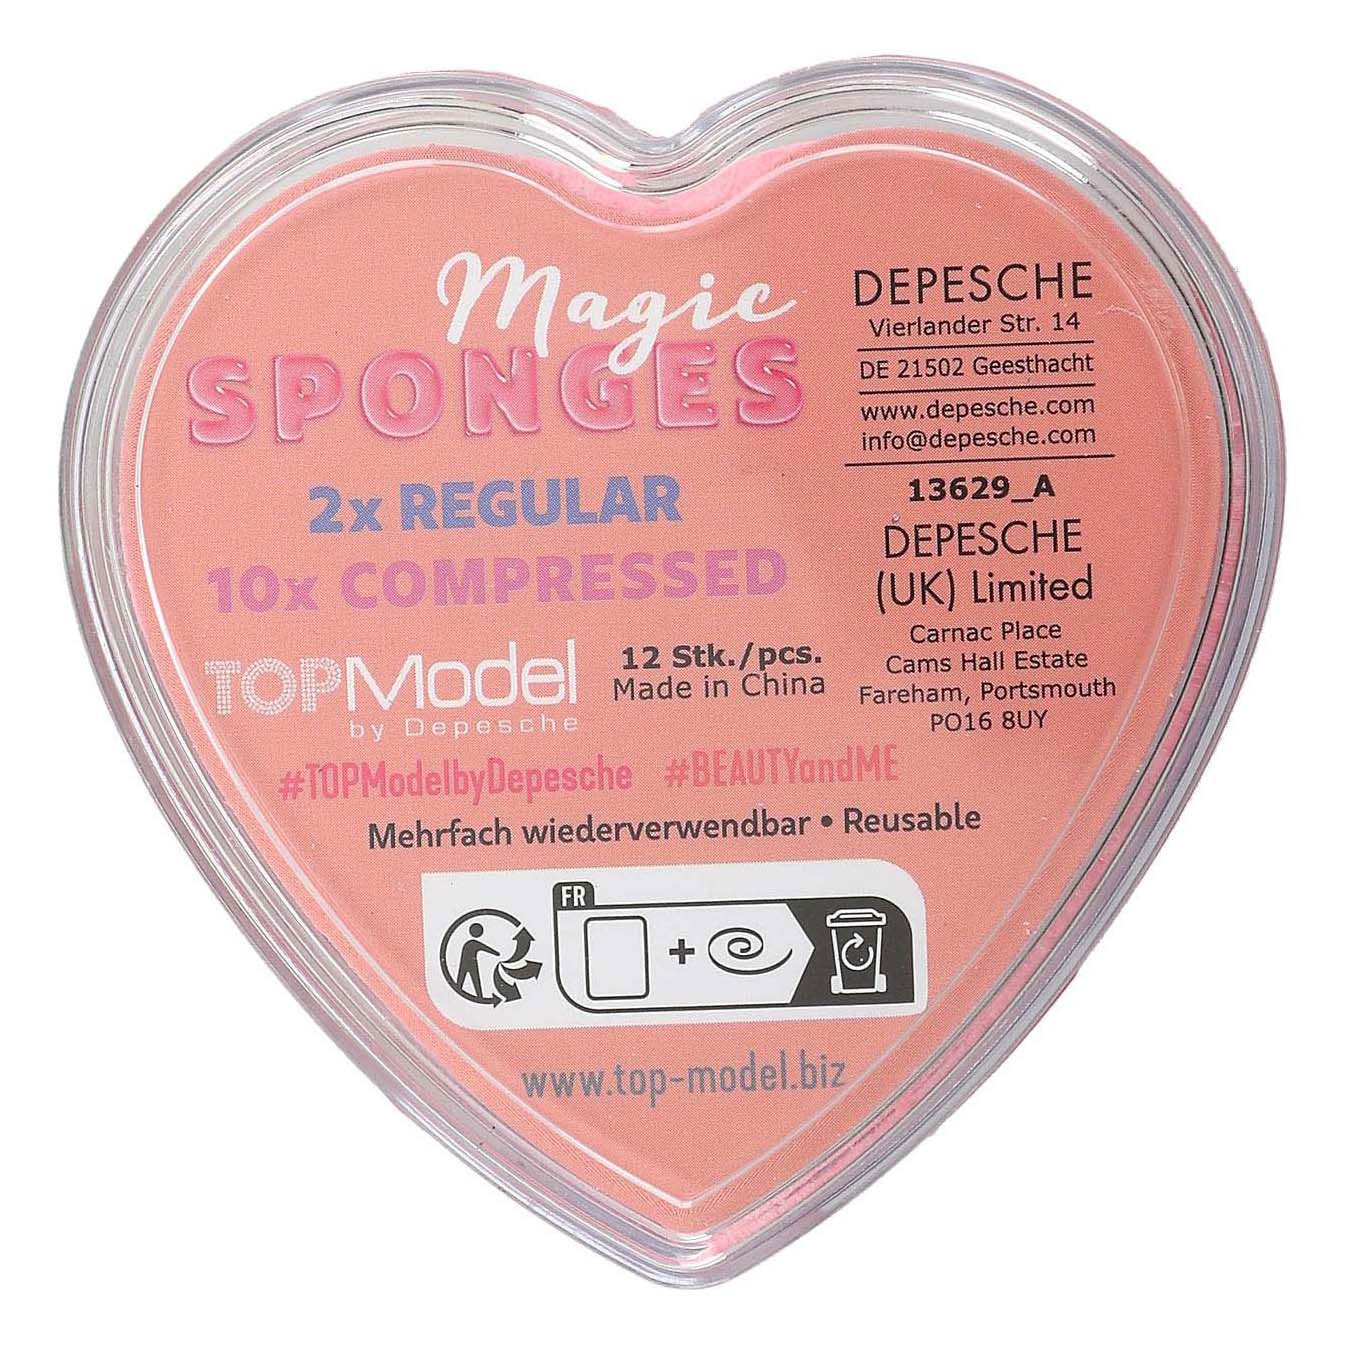 Magic
SPONGES
2x REGULAR
10x COMPRESSED
TOPModel
by Depesche
12 Stk./pcs.
Made in China
DEPESCHE
Vierlander Str. 14
DE 21502 Geesthacht
www.depesche.com
info@depesche.com
13629_A
DEPESCHE
(UK) Limited
Carnac Place
Cams Hall Estate
Fareham, Portsmouth
PO16 8UY
#TOPModelbyDepesche #BEAUTYandME
Mehrfach wiederverwendbar • Reusable
FR
+
www.top-model.biz